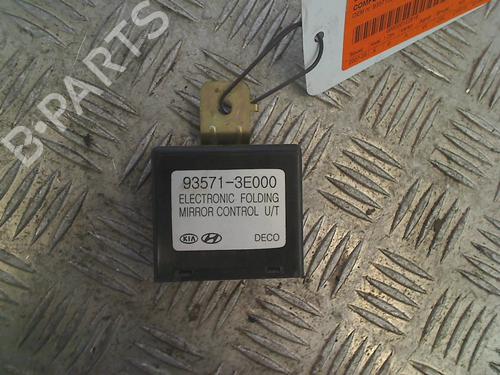 B-PARTS
93571-3E000
ELECTRONIC FOLDING
MIRROR CONTROL U/T
KIA
DECO